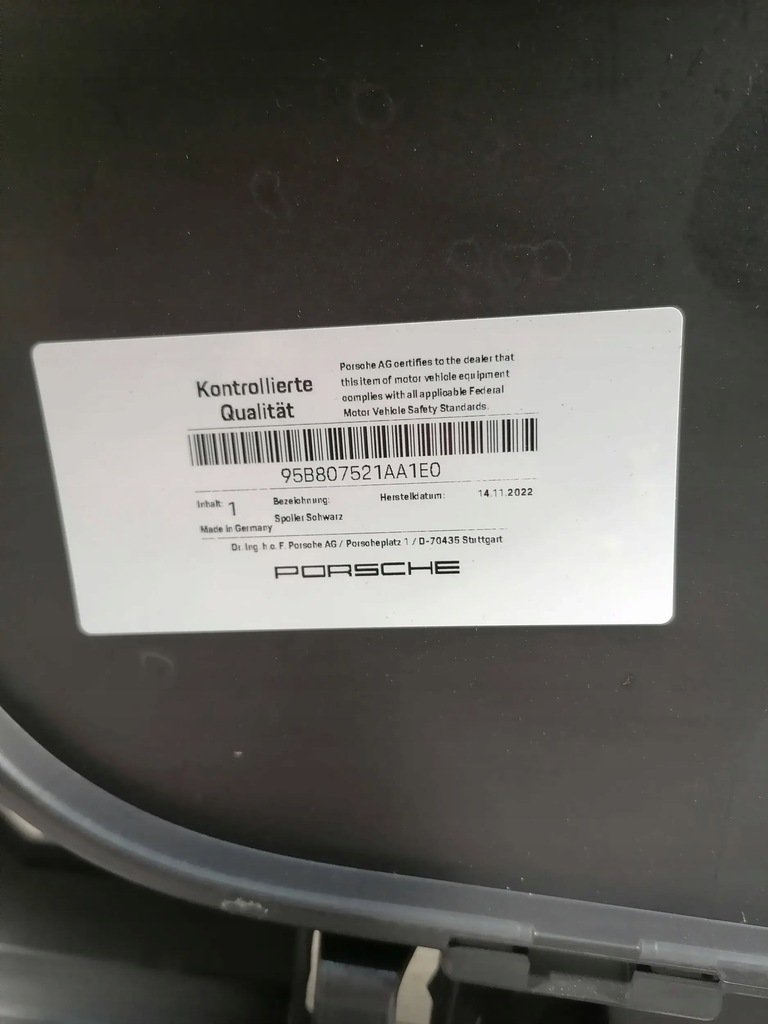 Kontrollierte
Qualität
Porsche AG certifies to the dealer that
this item of motor vehicle equipment
complies with all applicable Federal
Motor Vehicle Safety Standards.
95B807521AA1E0
Inhalt: 1
Bezeichnung:
Spoiler Schwarz
Herstelldatum: 14.11.2022
Made in Germany
Dr. Ing. h.c. F. Porsche AG / Porscheplatz 1 / D-70435 Stuttgart
PORSCHE